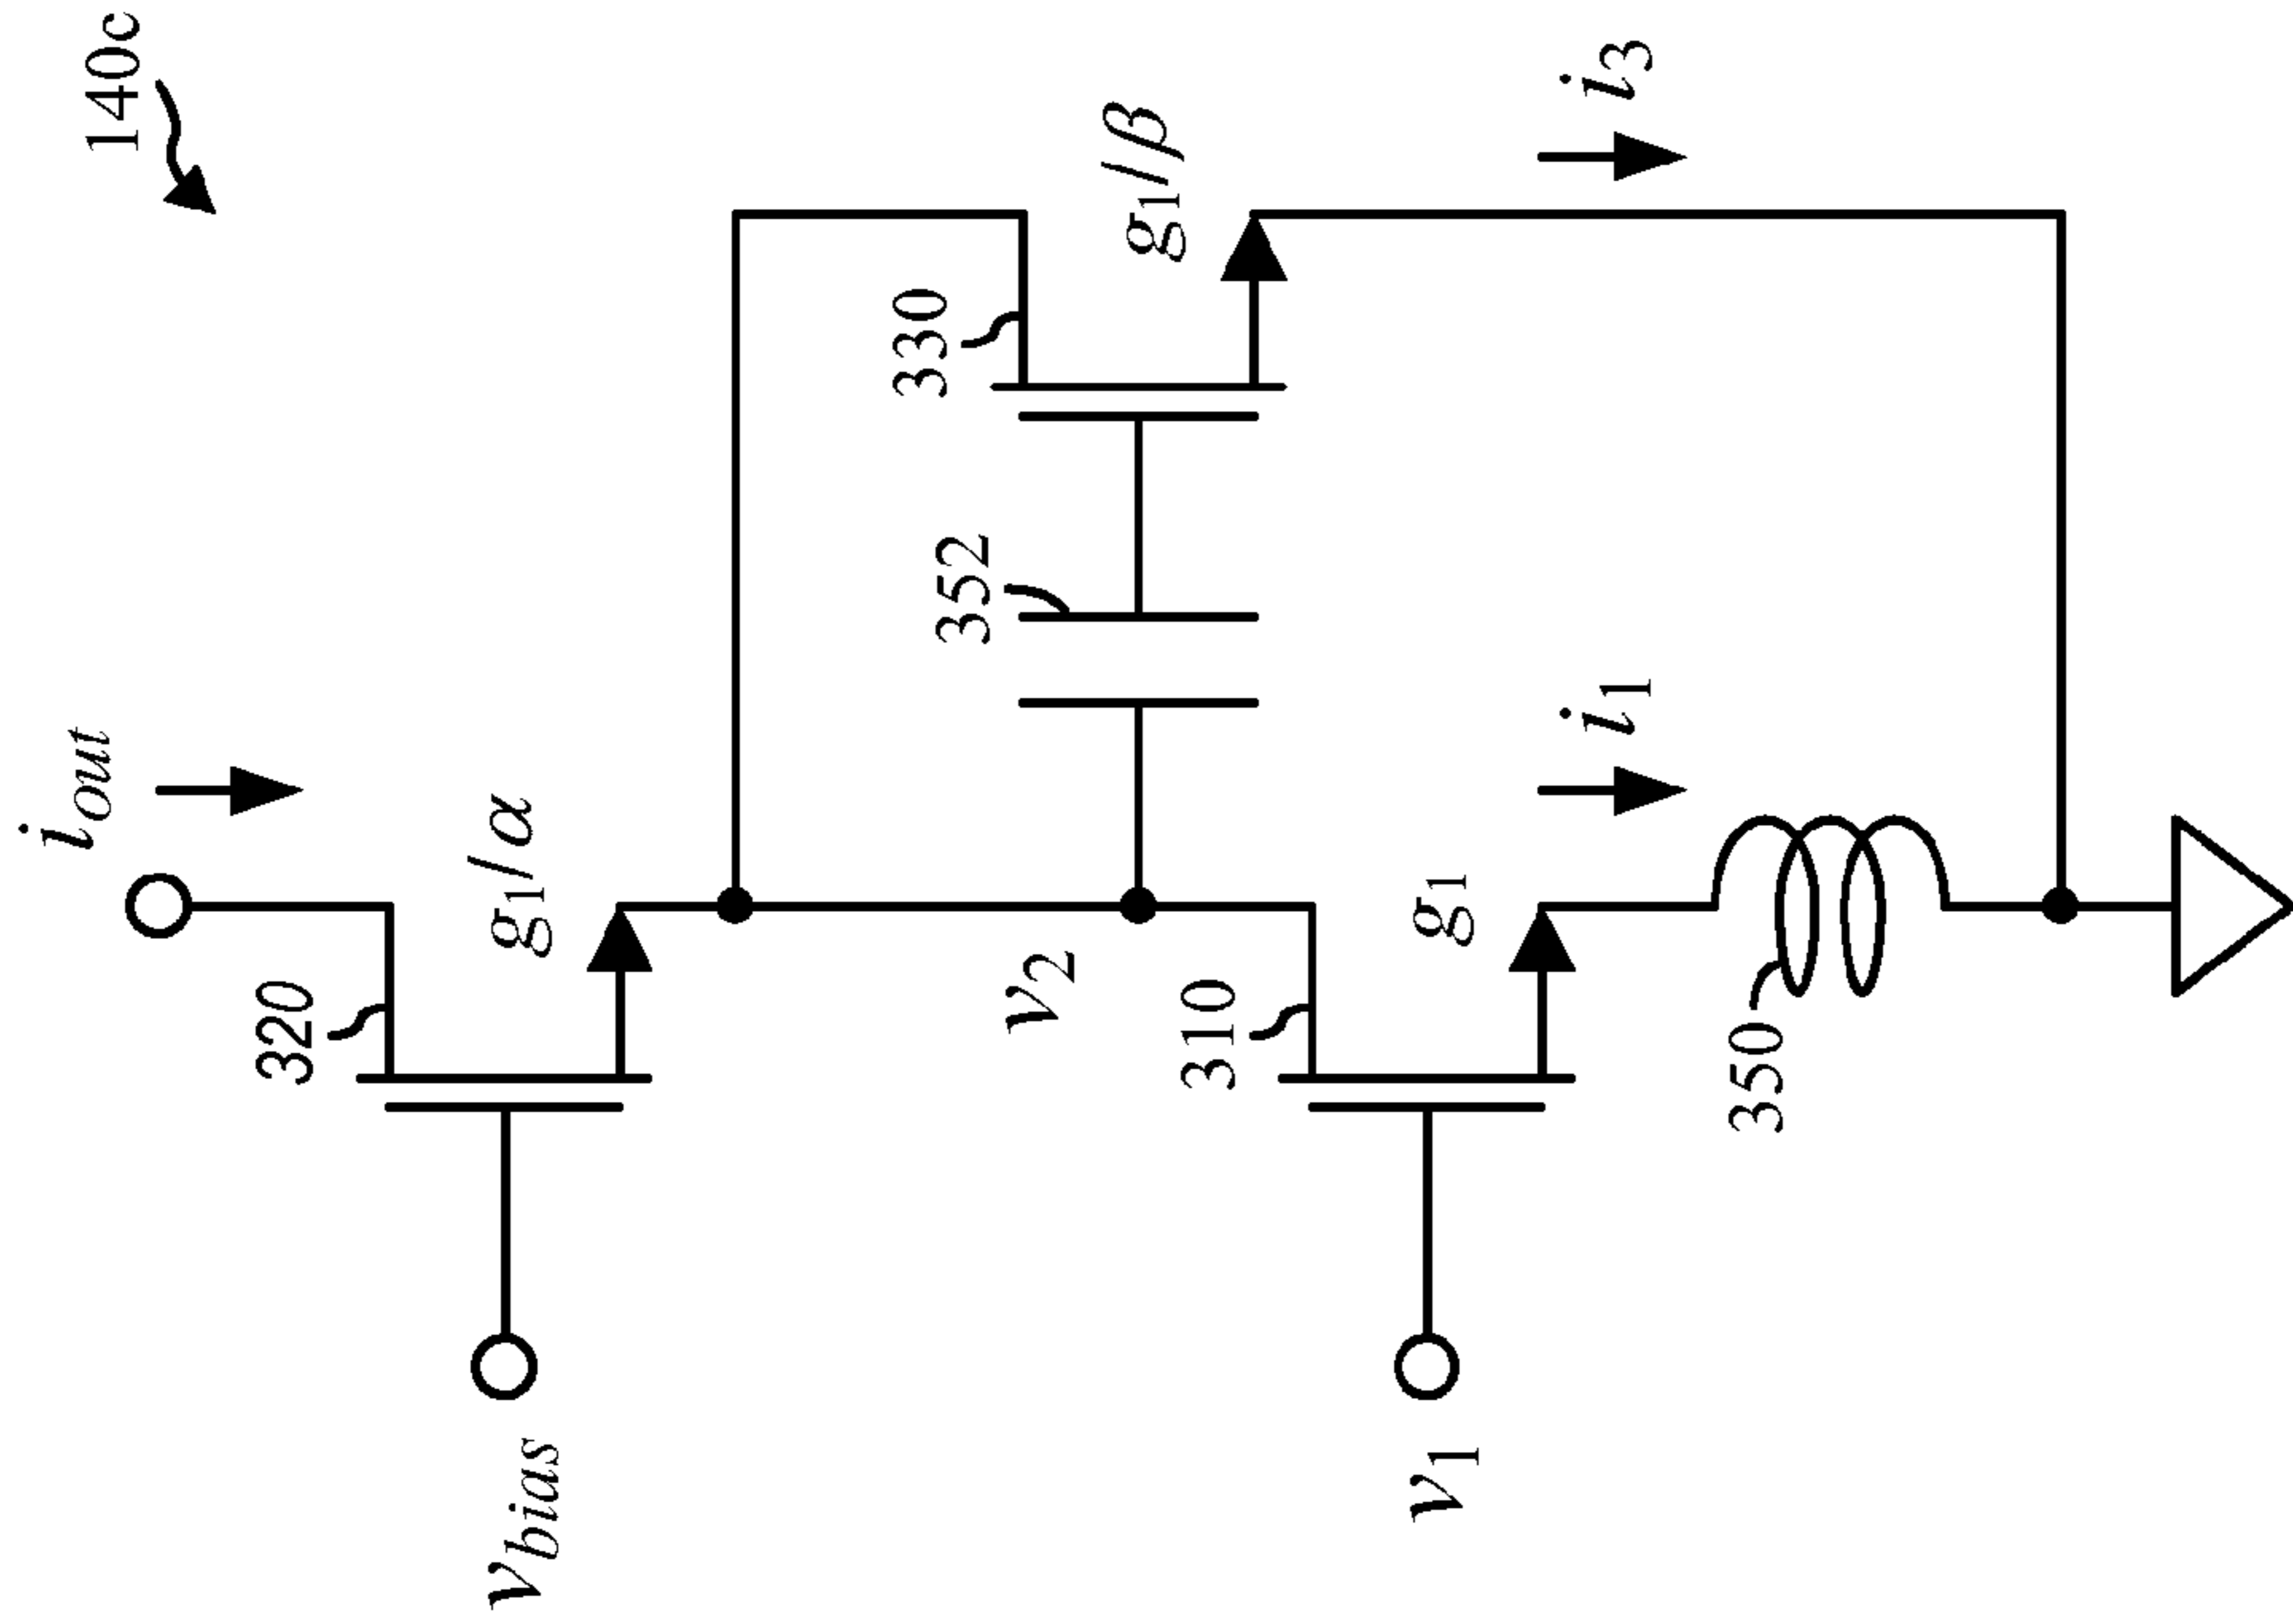 140c
i_out
320
g₁/α
v_bias
330
g₁/β
352
v₂
310
g₁
v₁
i₁
i₃
350